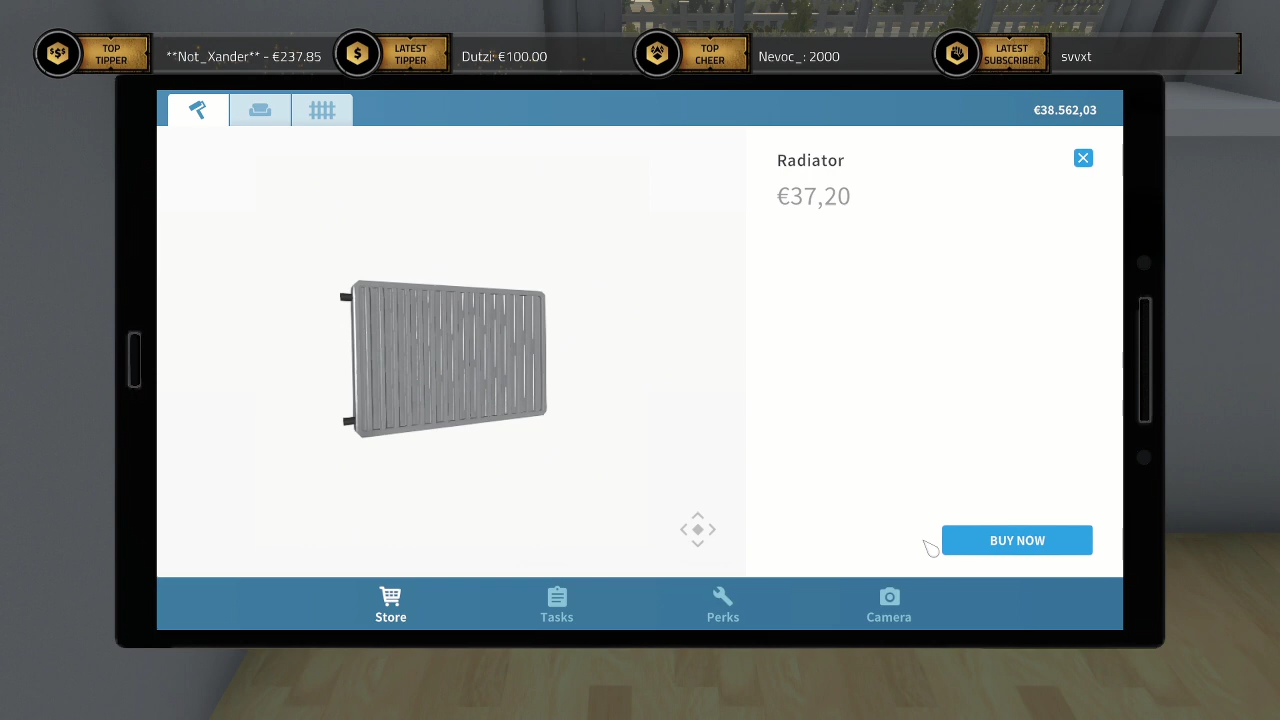 TOP
TIPPER
**Not_Xander** - €237.85
LATEST
TIPPER
Dutzi: €100.00
TOP
CHEER
Nevoc_: 2000
LATEST
SUBSCRIBER
svvxt
€38.562,03
Radiator
€37,20
BUY NOW
Store
Tasks
Perks
Camera